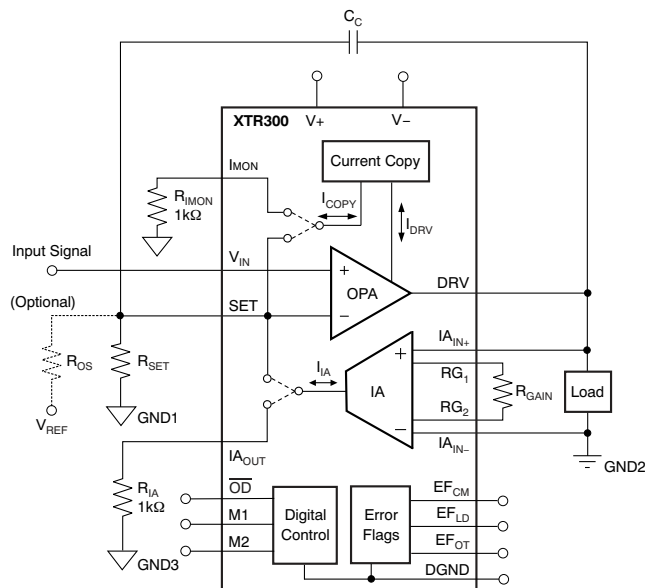 C_C
XTR300
V+
V−
Current Copy
I_MON
R_IMON
1kΩ
I_COPY
I_DRV
Input Signal
V_IN
+
OPA
−
DRV
(Optional)
SET
R_OS
R_SET
V_REF
GND1
I_IA
IA
+
−
IA_IN+
RG_1
R_GAIN
RG_2
IA_IN−
Load
GND2
IA_OUT
R_IA
1kΩ
GND3
OD
M1
M2
Digital
Control
Error
Flags
EF_CM
EF_LD
EF_OT
DGND